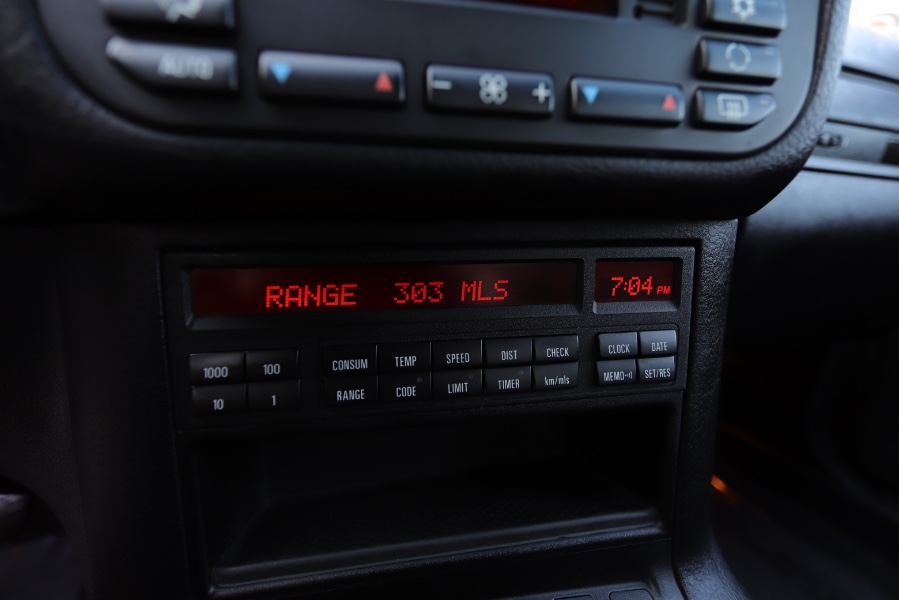 AUTO
- +
RANGE 303 MLS
7:04 PM
1000 100
CONSUM TEMP SPEED DIST CHECK
CLOCK DATE
10 1
RANGE CODE LIMIT TIMER km/mls
MEMO SET/RES